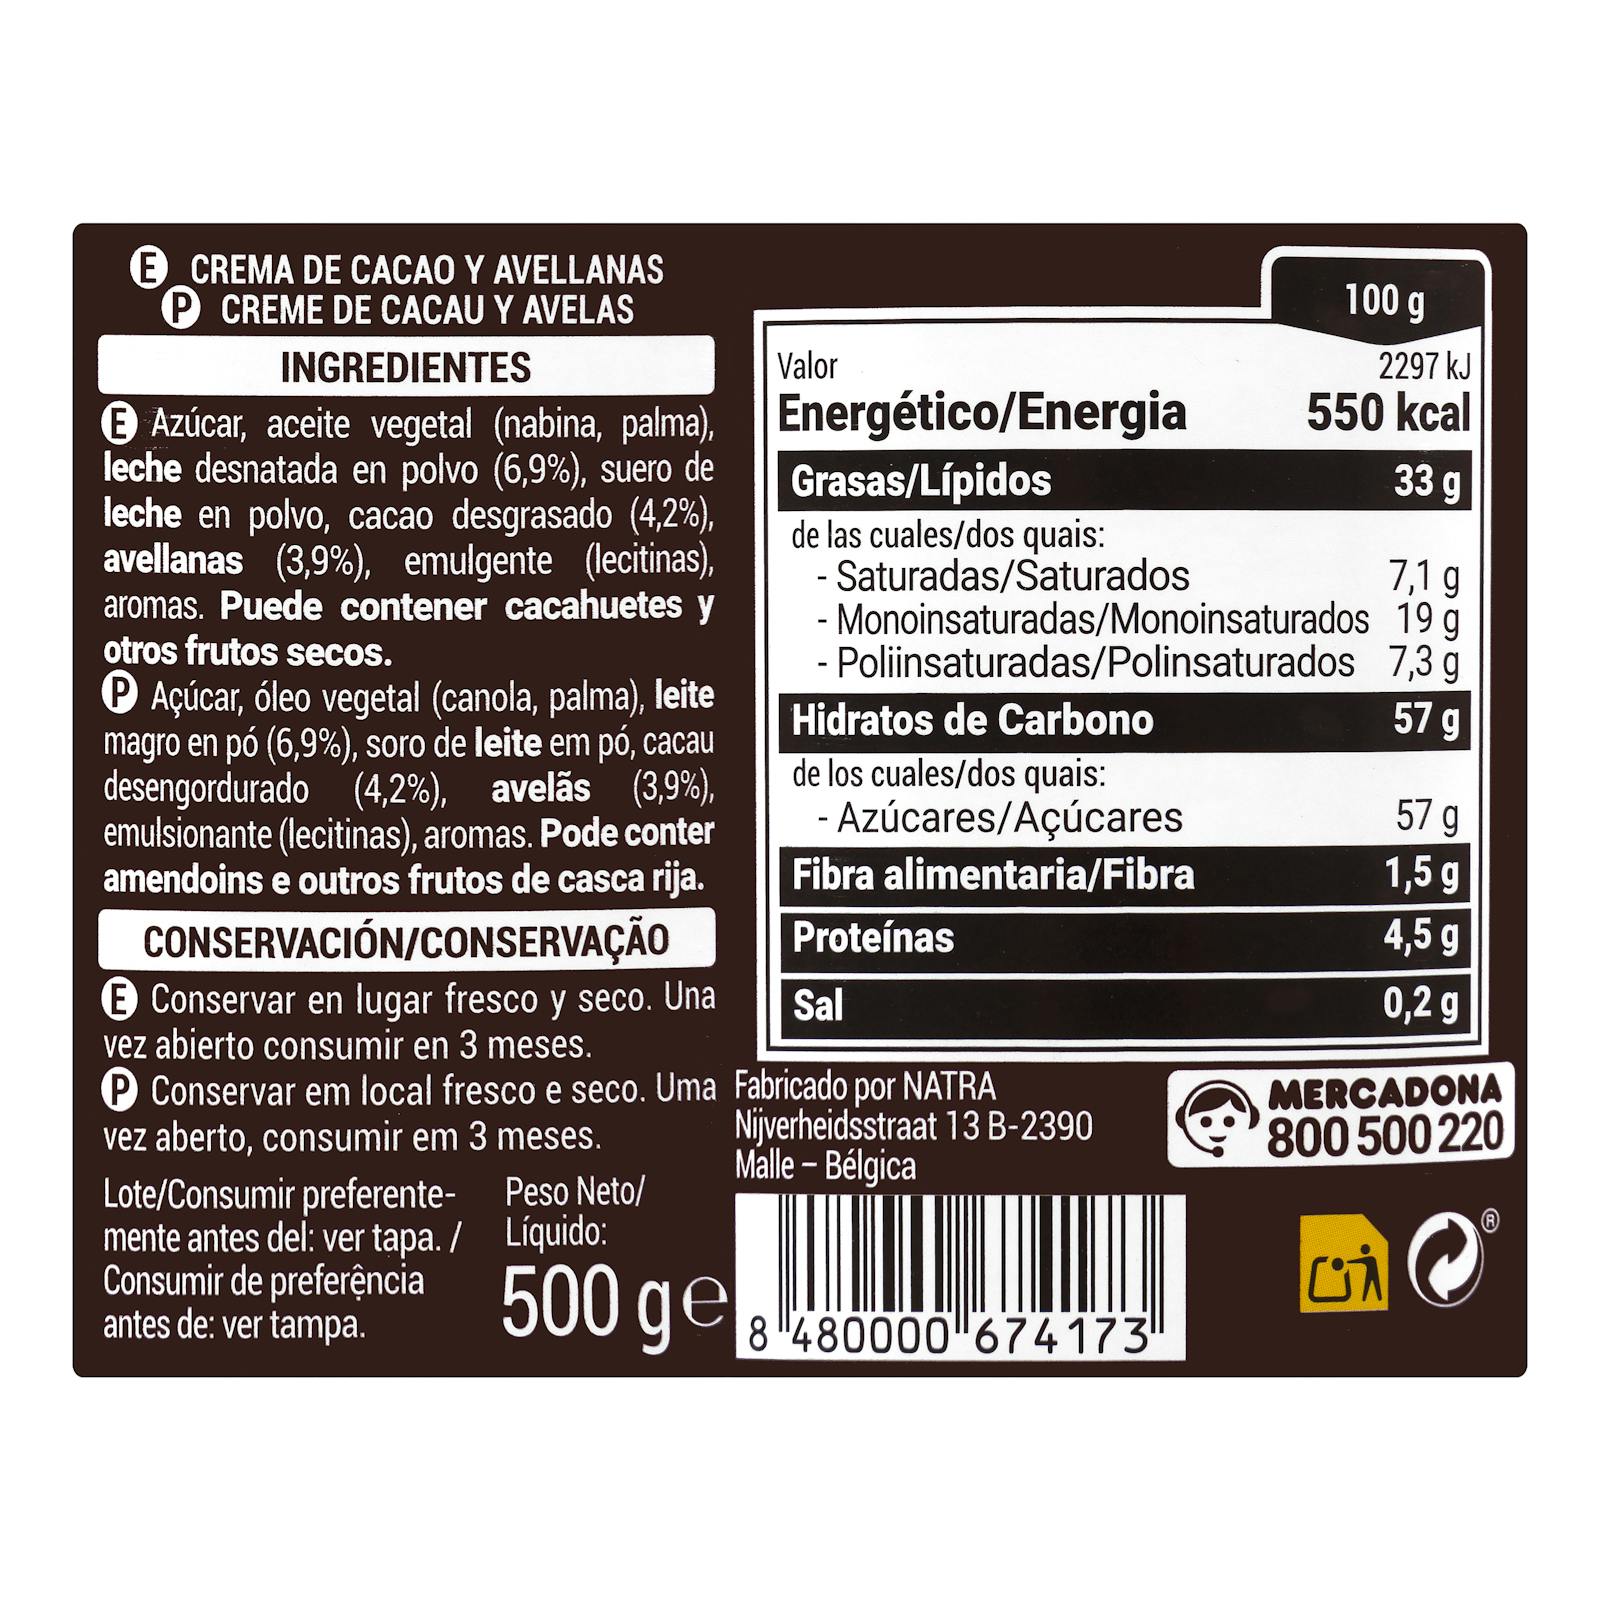 E CREMA DE CACAO Y AVELLANAS
P CREME DE CACAU Y AVELAS
INGREDIENTES
E Azúcar, aceite vegetal (nabina, palma),
leche desnatada en polvo (6,9%), suero de
leche en polvo, cacao desgrasado (4,2%),
avellanas (3,9%), emulgente (lecitinas),
aromas. Puede contener cacahuetes y
otros frutos secos.
P Açúcar, óleo vegetal (canola, palma), leite
magro en pó (6,9%), soro de leite em pó, cacau
desengordurado (4,2%), avelãs (3,9%),
emulsionante (lecitinas), aromas. Pode conter
amendoins e outros frutos de casca rija.
CONSERVACIÓN/CONSERVAÇÃO
E Conservar en lugar fresco y seco. Una
vez abierto consumir en 3 meses.
P Conservar em local fresco e seco. Uma
vez aberto, consumir em 3 meses.
Lote/Consumir preferente-
mente antes del: ver tapa. /
Consumir de preferência
antes de: ver tampa.
Peso Neto/
Líquido:
500 g e
100 g
Valor 2297 kJ
Energético/Energia 550 kcal
Grasas/Lípidos 33 g
de las cuales/dos quais:
- Saturadas/Saturados 7,1 g
- Monoinsaturadas/Monoinsaturados 19 g
- Poliinsaturadas/Polinsaturados 7,3 g
Hidratos de Carbono 57 g
de los cuales/dos quais:
- Azúcares/Açúcares 57 g
Fibra alimentaria/Fibra 1,5 g
Proteínas 4,5 g
Sal 0,2 g
Fabricado por NATRA
Nijverheidsstraat 13 B-2390
Malle – Bélgica
MERCADONA
800 500 220
8 480000 674173
®